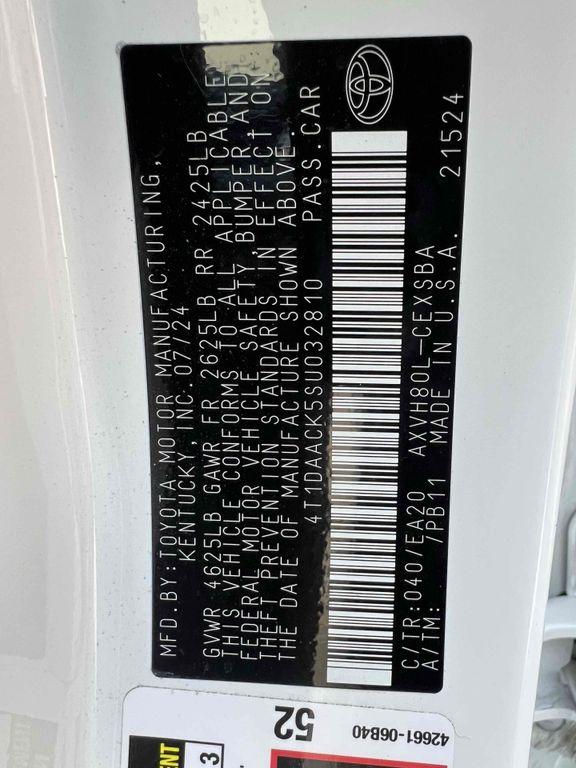 MFD.BY:TOYOTA MOTOR MANUFACTURING,
KENTUCKY, INC. 07/24
GVWR 4625LB GAWR FR 2625LB RR 2425LB
THIS VEHICLE CONFORMS TO ALL APPLICABLE
FEDERAL MOTOR VEHICLE SAFETY, BUMPER, AND
THEFT PREVENTION STANDARDS IN EFFECT ON
THE DATE OF MANUFACTURE SHOWN ABOVE.
4T1DAACK5SU032810 PASS.CAR
C/TR:040/EA20 AXVH80L-CEXSBA
A/TM: /PB11 MADE IN U.S.A. 21524
52
42661-06B40
3